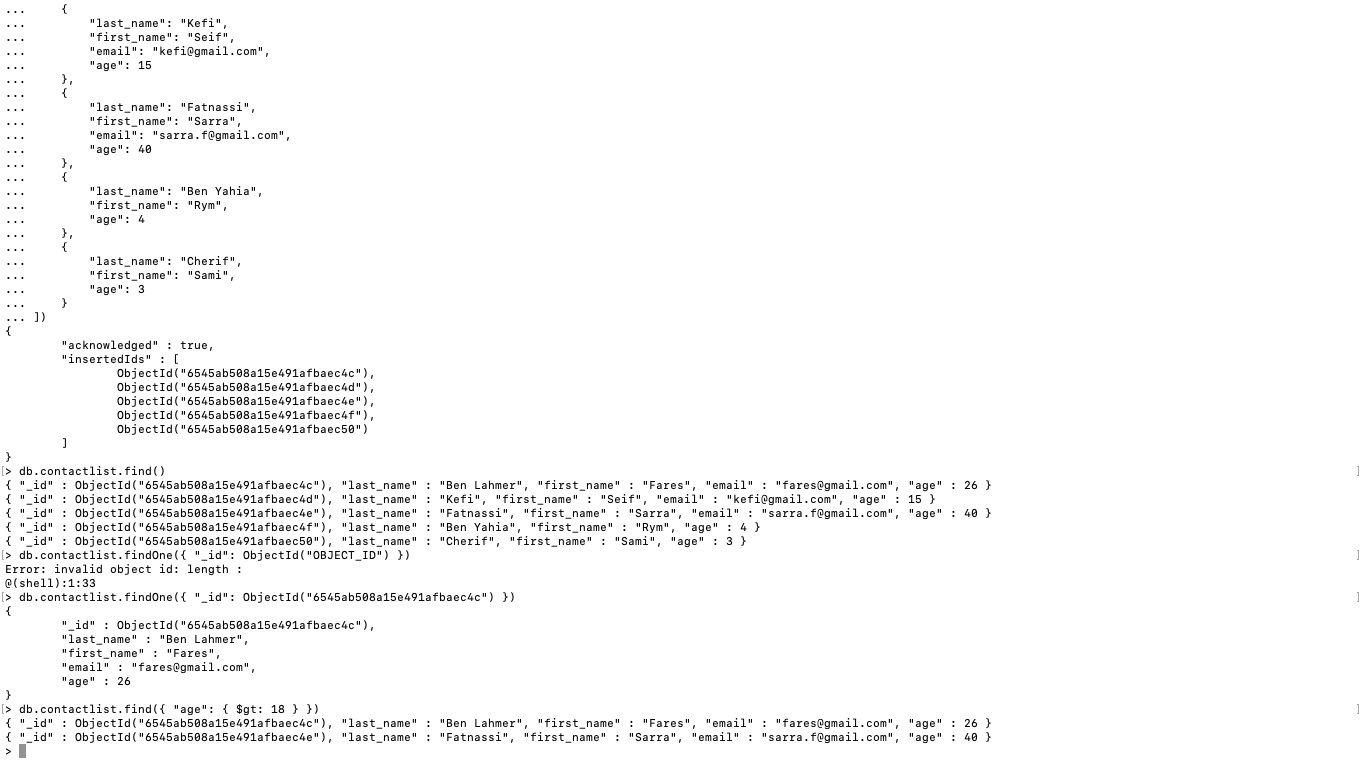 ...     {
...         "last_name": "Kefi",
...         "first_name": "Seif",
...         "email": "kefi@gmail.com",
...         "age": 15
...     },
...     {
...         "last_name": "Fatnassi",
...         "first_name": "Sarra",
...         "email": "sarra.f@gmail.com",
...         "age": 40
...     },
...     {
...         "last_name": "Ben Yahia",
...         "first_name": "Rym",
...         "age": 4
...     },
...     {
...         "last_name": "Cherif",
...         "first_name": "Sami",
...         "age": 3
...     }
... ])
{
        "acknowledged" : true,
        "insertedIds" : [
                ObjectId("6545ab508a15e491afbaec4c"),
                ObjectId("6545ab508a15e491afbaec4d"),
                ObjectId("6545ab508a15e491afbaec4e"),
                ObjectId("6545ab508a15e491afbaec4f"),
                ObjectId("6545ab508a15e491afbaec50")
        ]
}
[> db.contactlist.find() ]
{ "_id" : ObjectId("6545ab508a15e491afbaec4c"), "last_name" : "Ben Lahmer", "first_name" : "Fares", "email" : "fares@gmail.com", "age" : 26 }
{ "_id" : ObjectId("6545ab508a15e491afbaec4d"), "last_name" : "Kefi", "first_name" : "Seif", "email" : "kefi@gmail.com", "age" : 15 }
{ "_id" : ObjectId("6545ab508a15e491afbaec4e"), "last_name" : "Fatnassi", "first_name" : "Sarra", "email" : "sarra.f@gmail.com", "age" : 40 }
{ "_id" : ObjectId("6545ab508a15e491afbaec4f"), "last_name" : "Ben Yahia", "first_name" : "Rym", "age" : 4 }
{ "_id" : ObjectId("6545ab508a15e491afbaec50"), "last_name" : "Cherif", "first_name" : "Sami", "age" : 3 }
[> db.contactlist.findOne({ "_id": ObjectId("OBJECT_ID") }) ]
Error: invalid object id: length :
@(shell):1:33
[> db.contactlist.findOne({ "_id": ObjectId("6545ab508a15e491afbaec4c") }) ]
{
        "_id" : ObjectId("6545ab508a15e491afbaec4c"),
        "last_name" : "Ben Lahmer",
        "first_name" : "Fares",
        "email" : "fares@gmail.com",
        "age" : 26
}
[> db.contactlist.find({ "age": { $gt: 18 } }) ]
{ "_id" : ObjectId("6545ab508a15e491afbaec4c"), "last_name" : "Ben Lahmer", "first_name" : "Fares", "email" : "fares@gmail.com", "age" : 26 }
{ "_id" : ObjectId("6545ab508a15e491afbaec4e"), "last_name" : "Fatnassi", "first_name" : "Sarra", "email" : "sarra.f@gmail.com", "age" : 40 }
>